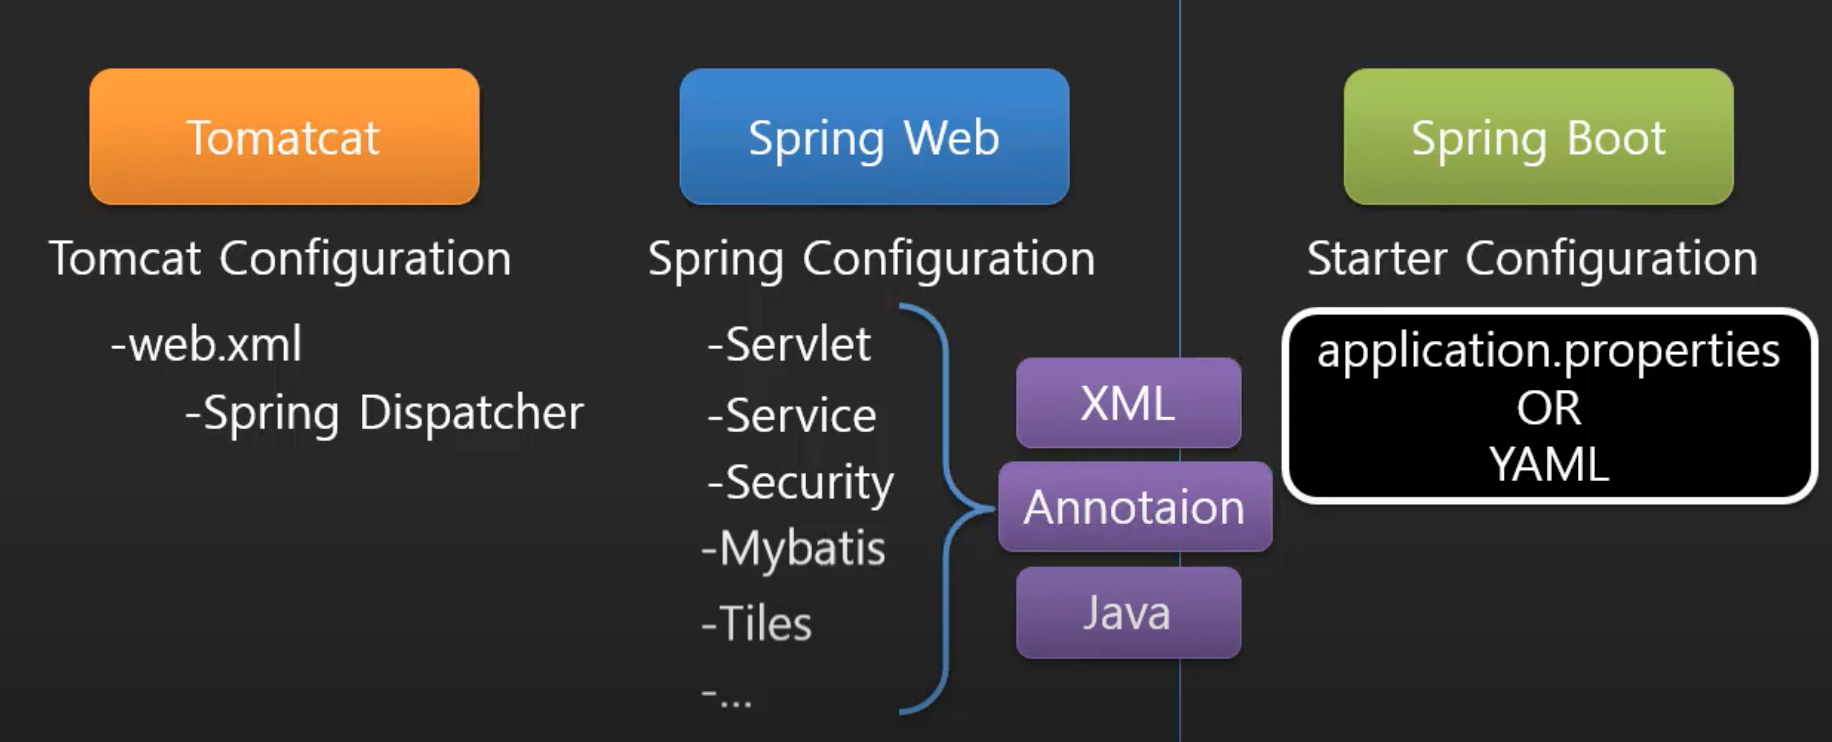 Tomatcat
Tomcat Configuration
-web.xml
-Spring Dispatcher
Spring Web
Spring Configuration
-Servlet
-Service
-Security
-Mybatis
-Tiles
-...
XML
Annotaion
Java
Spring Boot
Starter Configuration
application.properties
OR
YAML